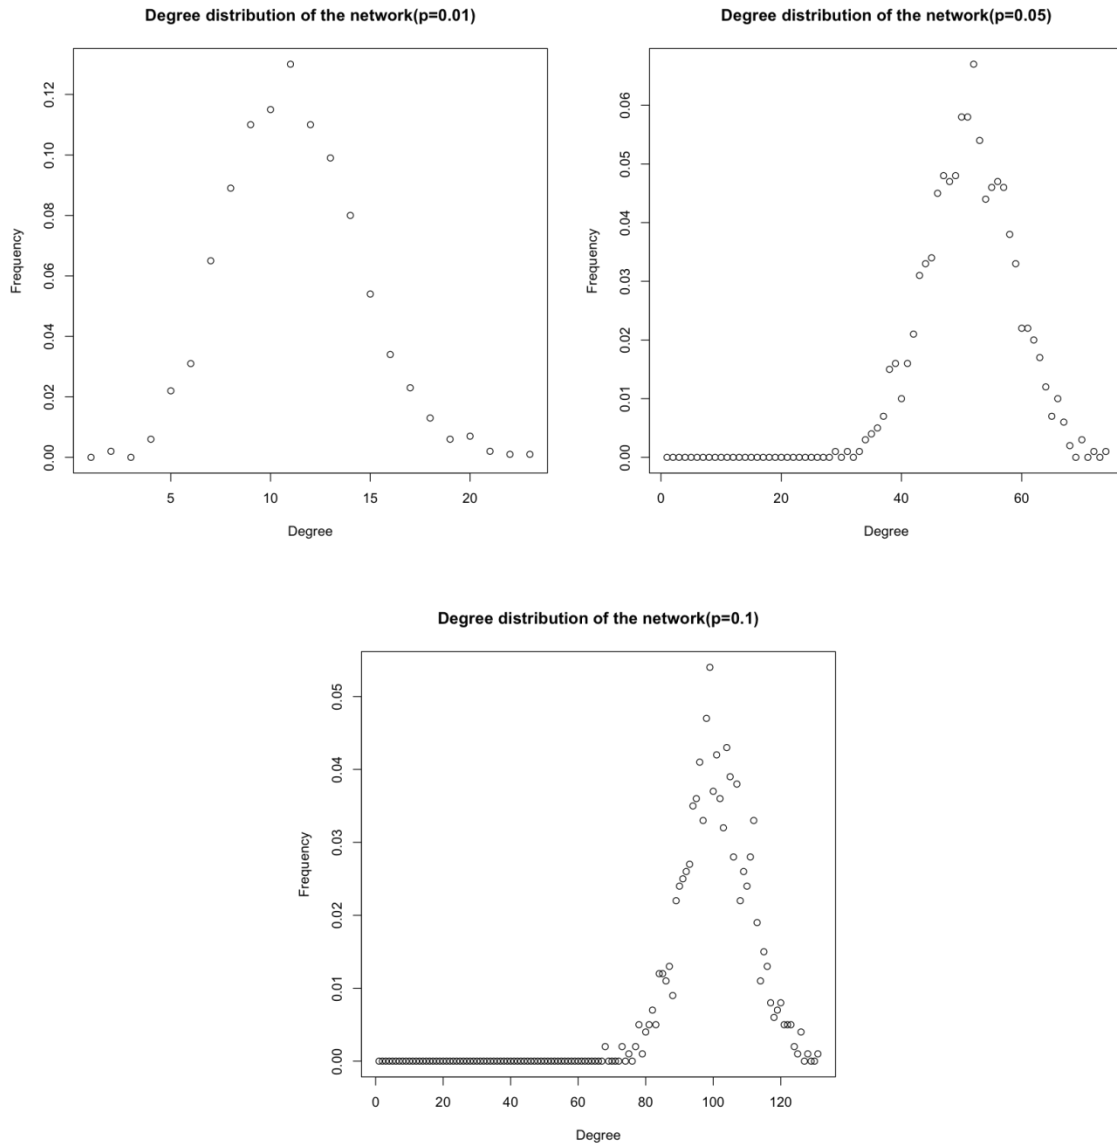 Degree distribution of the network(p=0.01)
Frequency
0.00 0.02 0.04 0.06 0.08 0.10 0.12
5 10 15 20
Degree
Degree distribution of the network(p=0.05)
Frequency
0.00 0.01 0.02 0.03 0.04 0.05 0.06
0 20 40 60
Degree
Degree distribution of the network(p=0.1)
Frequency
0.00 0.01 0.02 0.03 0.04 0.05
0 20 40 60 80 100 120
Degree